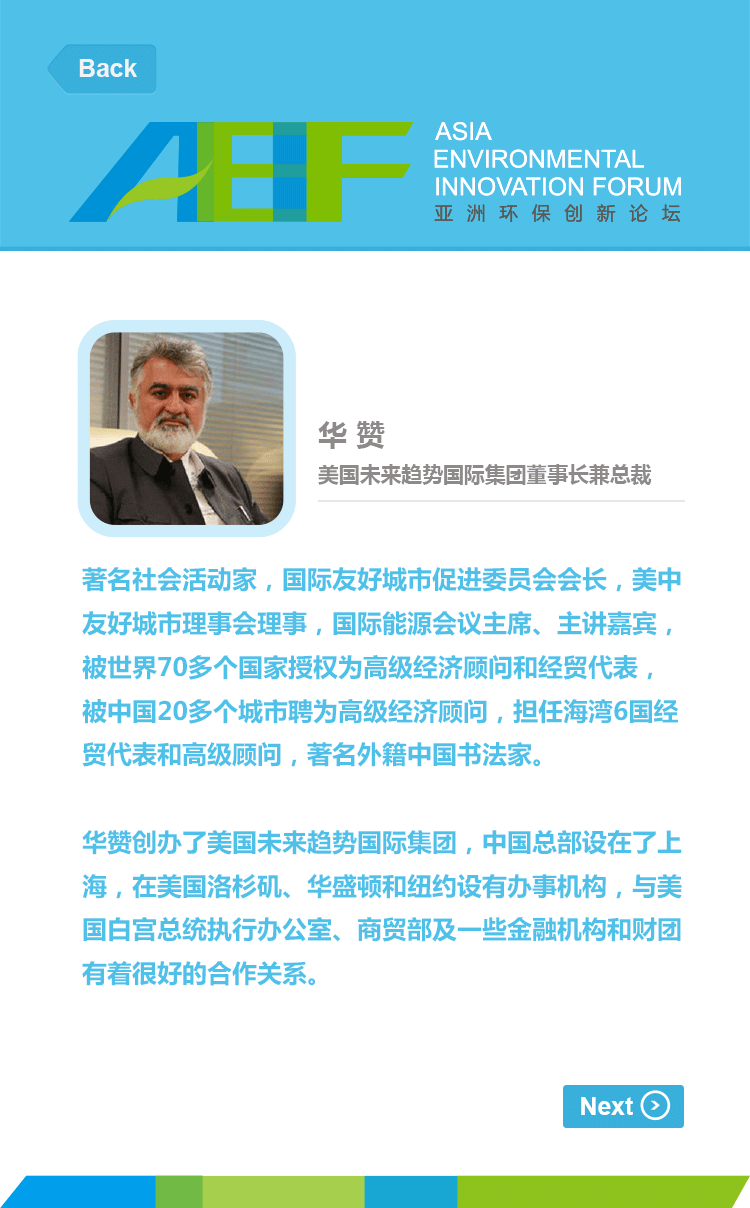 Back
AEIF
ASIA
ENVIRONMENTAL
INNOVATION FORUM
亚洲环保创新论坛
华 赞
美国未来趋势国际集团董事长兼总裁
著名社会活动家，国际友好城市促进委员会会长，美中
友好城市理事会理事，国际能源会议主席、主讲嘉宾，
被世界70多个国家授权为高级经济顾问和经贸代表，
被中国20多个城市聘为高级经济顾问，担任海湾6国经
贸代表和高级顾问，著名外籍中国书法家。
华赞创办了美国未来趋势国际集团，中国总部设在了上
海，在美国洛杉矶、华盛顿和纽约设有办事机构，与美
国白宫总统执行办公室、商贸部及一些金融机构和财团
有着很好的合作关系。
Next